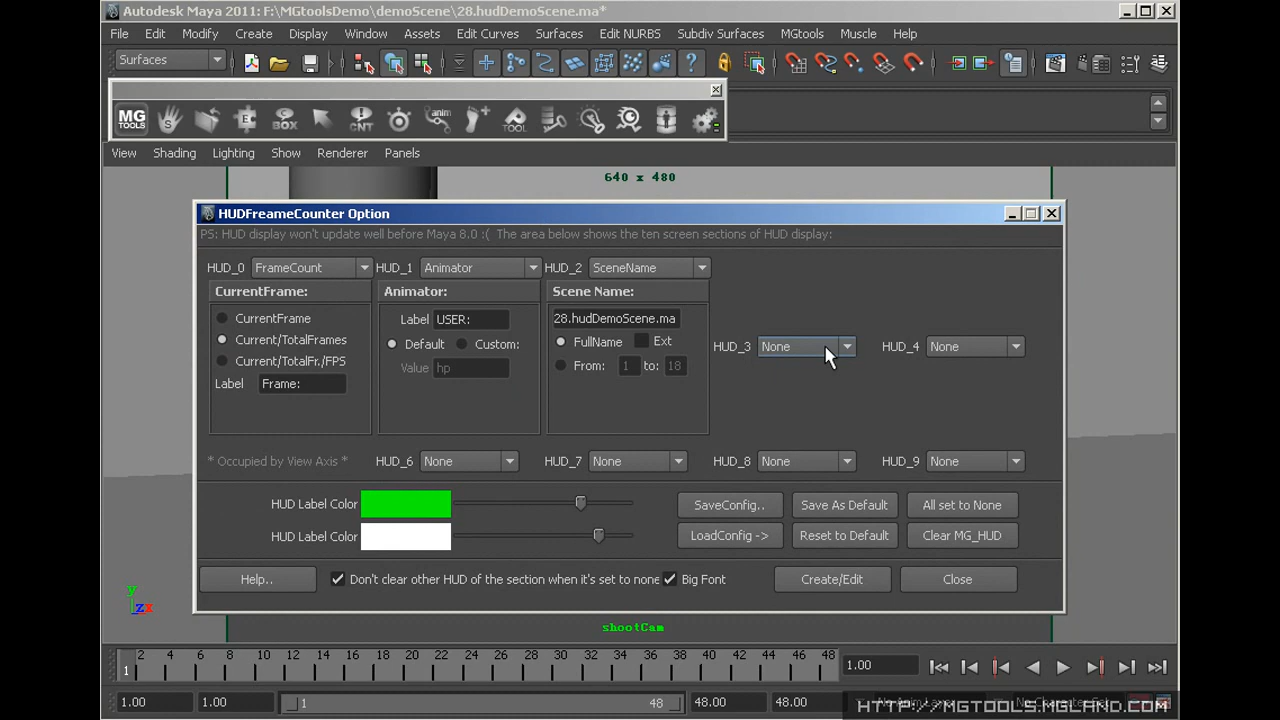 Autodesk Maya 2011: F:\MGtoolsDemo\demoScene\28.hudDemoScene.ma*
File Edit Modify Create Display Window Assets Edit Curves Surfaces Edit NURBS Subdiv Surfaces MGtools Muscle Help
Surfaces
MG TOOLS S E BOX CNT anim TOOL
View Shading Lighting Show Renderer Panels
640 x 480
HUDFreameCounter Option
PS: HUD display won't update well before Maya 8.0 :( The area below shows the ten screen sections of HUD display:
HUD_0 FrameCount HUD_1 Animator HUD_2 SceneName
CurrentFrame: Animator: Scene Name:
CurrentFrame Label USER: 28.hudDemoScene.ma
Current/TotalFrames Default Custom: FullName Ext HUD_3 None HUD_4 None
Current/TotalFr./FPS Value hp From: 1 to: 18
Label Frame:
* Occupied by View Axis * HUD_6 None HUD_7 None HUD_8 None HUD_9 None
HUD Label Color SaveConfig.. Save As Default All set to None
HUD Label Color LoadConfig -> Reset to Default Clear MG_HUD
Help.. Don't clear other HUD of the section when it's set to none Big Font Create/Edit Close
y
z x
shootCam
2 4 6 8 10 12 14 16 18 20 22 24 26 28 30 32 34 36 38 40 42 44 46 48
1 1.00
1.00 1.00 1 48 48.00 48.00
HTTP://MGTOOLS.MGLAND.COM